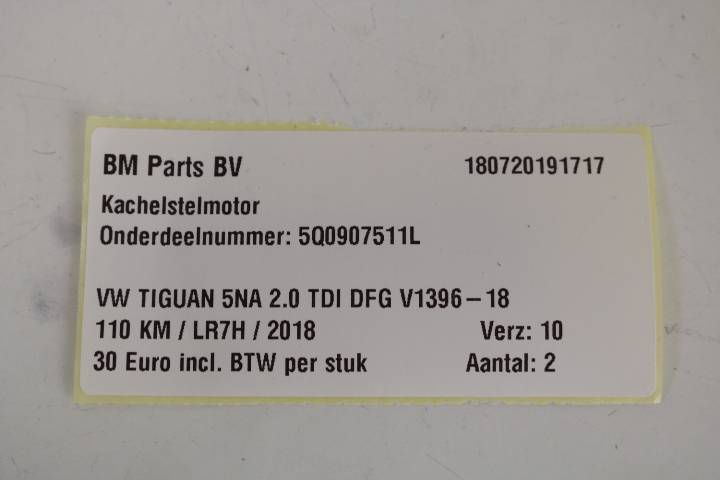 BM Parts BV 180720191717
Kachelstelmotor
Onderdeelnummer: 5Q0907511L
VW TIGUAN 5NA 2.0 TDI DFG V1396-18
110 KM / LR7H / 2018 Verz: 10
30 Euro incl. BTW per stuk Aantal: 2